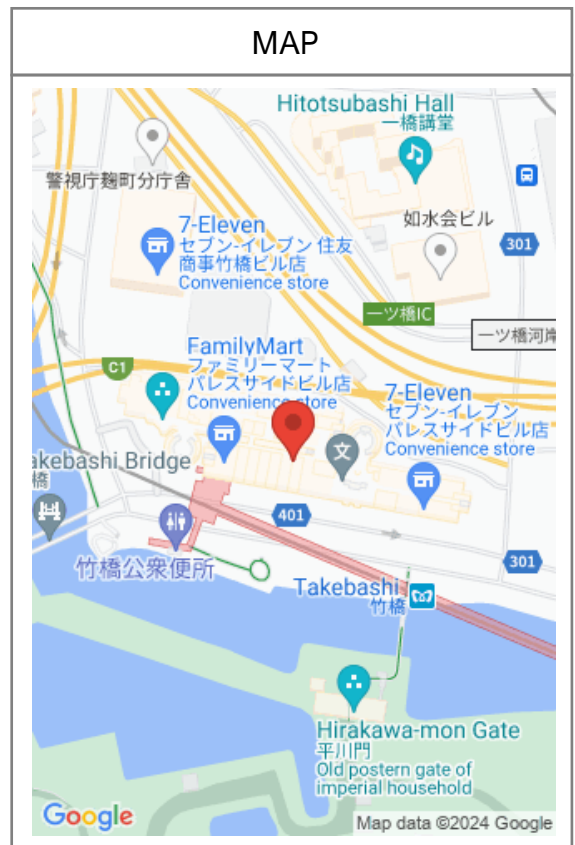 MAP
Hitotsubashi Hall
一橋講堂
警視庁麹町分庁舎
如水会ビル
301
7-Eleven
セブン-イレブン 住友
商事竹橋ビル店
Convenience store
一ツ橋IC
一ツ橋河岸
C1
FamilyMart
ファミリーマート
パレスサイドビル店
Convenience store
7-Eleven
セブン-イレブン
パレスサイドビル店
Convenience store
文
akebashi Bridge
橋
401
301
竹橋公衆便所
Takebashi
竹橋
Hirakawa-mon Gate
平川門
Old postern gate of
imperial household
Google
Map data ©2024 Google